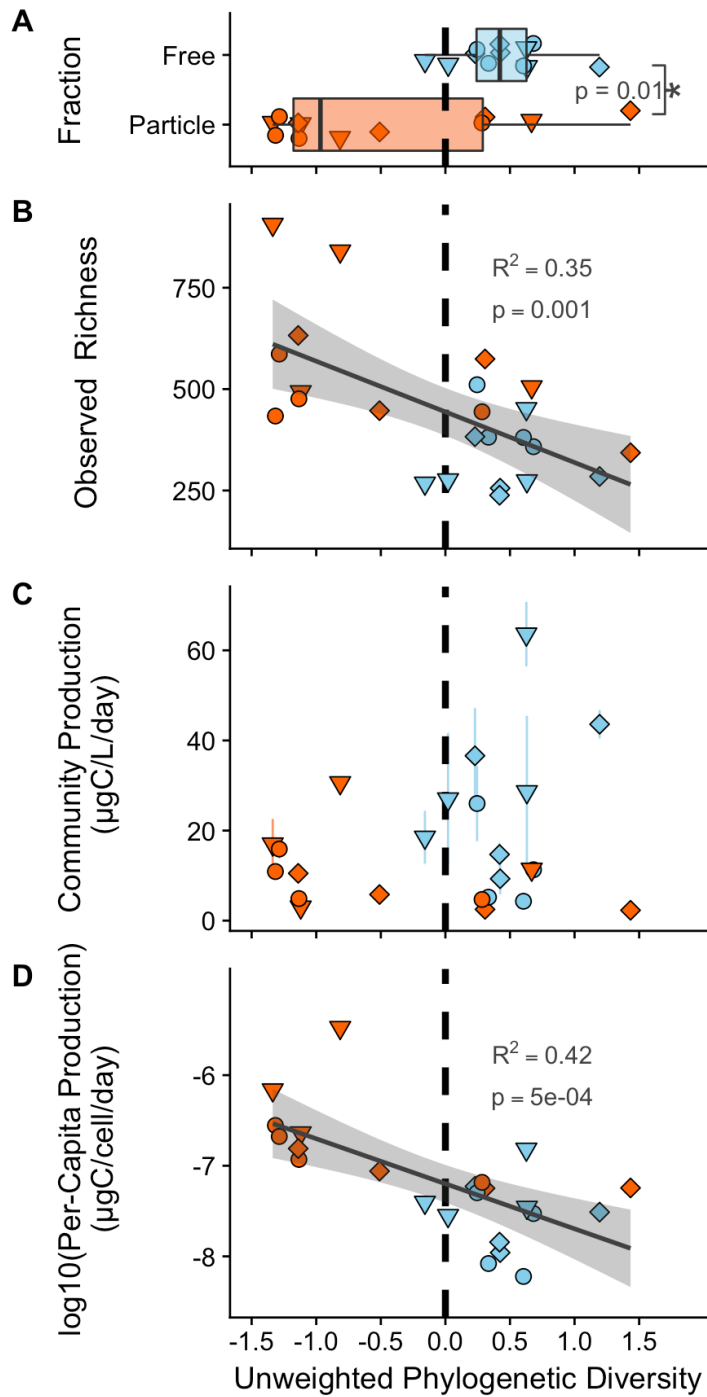 A
Fraction
Free
Particle
p = 0.01
*
B
Observed Richness
750
500
250
R² = 0.35
p = 0.001
C
Community Production
(µgC/L/day)
60
40
20
0
D
log10(Per-Capita Production)
(µgC/cell/day)
-6
-7
-8
R² = 0.42
p = 5e-04
-1.5 -1.0 -0.5 0.0 0.5 1.0 1.5
Unweighted Phylogenetic Diversity